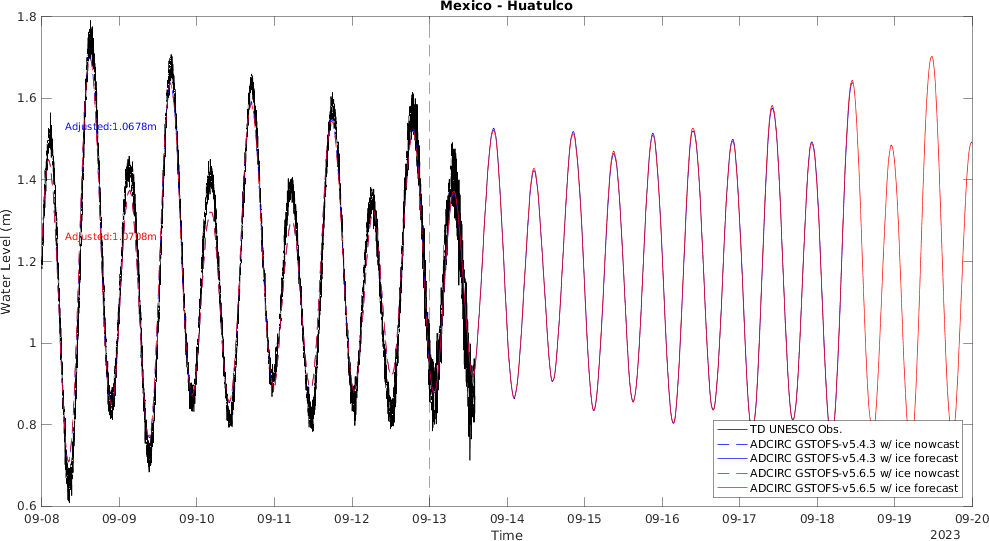 Mexico - Huatulco
1.8
1.6
1.4
1.2
1
0.8
0.6
Water Level (m)
Adjusted:1.0678m
Adjusted:1.0708m
TD UNESCO Obs.
ADCIRC GSTOFS-v5.4.3 w/ ice nowcast
ADCIRC GSTOFS-v5.4.3 w/ ice forecast
ADCIRC GSTOFS-v5.6.5 w/ ice nowcast
ADCIRC GSTOFS-v5.6.5 w/ ice forecast
09-08 09-09 09-10 09-11 09-12 09-13 09-14 09-15 09-16 09-17 09-18 09-19 09-20
Time
2023